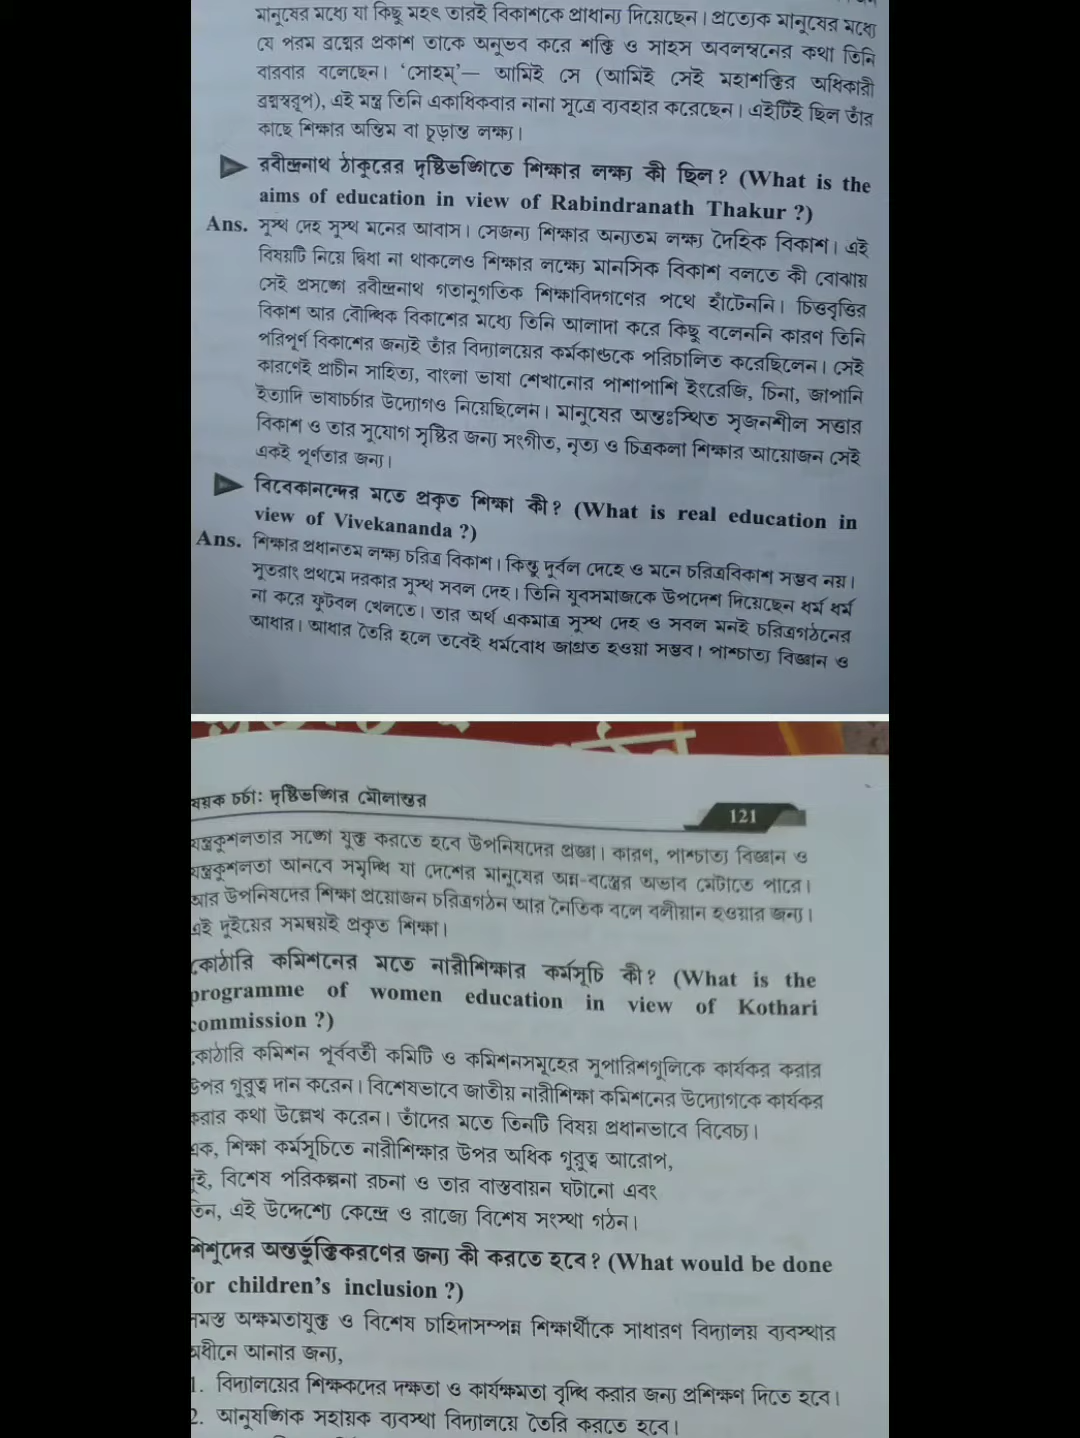 মানুষের মধ্যে যা কিছু মহৎ তারই বিকাশকে প্রাধান্য দিয়েছেন। প্রত্যেক মানুষের মধ্যে
যে পরম ব্রহ্মের প্রকাশ তাকে অনুভব করে শক্তি ও সাহস অবলম্বনের কথা তিনি
বারবার বলেছেন। ‘সোহম্’— আমিই সে (আমিই সেই মহাশক্তির অধিকারী
ব্রহ্মস্বরূপ), এই মন্ত্র তিনি একাধিকবার নানা সূত্রে ব্যবহার করেছেন। এইটিই ছিল তাঁর
কাছে শিক্ষার অন্তিম বা চূড়ান্ত লক্ষ্য।
রবীন্দ্রনাথ ঠাকুরের দৃষ্টিভঙ্গিতে শিক্ষার লক্ষ্য কী ছিল? (What is the
aims of education in view of Rabindranath Thakur ?)
Ans. সুস্থ দেহ সুস্থ মনের আবাস। সেজন্য শিক্ষার অন্যতম লক্ষ্য দৈহিক বিকাশ। এই
বিষয়টি নিয়ে দ্বিধা না থাকলেও শিক্ষার লক্ষ্যে মানসিক বিকাশ বলতে কী বোঝায়
সেই প্রসঙ্গে রবীন্দ্রনাথ গতানুগতিক শিক্ষাবিদগণের পথে হাঁটেননি। চিত্তবৃত্তির
বিকাশ আর বৌদ্ধিক বিকাশের মধ্যে তিনি আলাদা করে কিছু বলেননি কারণ তিনি
পরিপূর্ণ বিকাশের জন্যই তাঁর বিদ্যালয়ের কর্মকাণ্ডকে পরিচালিত করেছিলেন। সেই
কারণেই প্রাচীন সাহিত্য, বাংলা ভাষা শেখানোর পাশাপাশি ইংরেজি, চিনা, জাপানি
ইত্যাদি ভাষাচর্চার উদ্যোগও নিয়েছিলেন। মানুষের অন্তঃস্থিত সৃজনশীল সত্তার
বিকাশ ও তার সুযোগ সৃষ্টির জন্য সংগীত, নৃত্য ও চিত্রকলা শিক্ষার আয়োজন সেই
একই পূর্ণতার জন্য।
বিবেকানন্দের মতে প্রকৃত শিক্ষা কী? (What is real education in
view of Vivekananda ?)
Ans. শিক্ষার প্রধানতম লক্ষ্য চরিত্র বিকাশ। কিন্তু দুর্বল দেহে ও মনে চরিত্রবিকাশ সম্ভব নয়।
সুতরাং প্রথমে দরকার সুস্থ সবল দেহ। তিনি যুবসমাজকে উপদেশ দিয়েছেন ধর্ম ধর্ম
না করে ফুটবল খেলতে। তার অর্থ একমাত্র সুস্থ দেহ ও সবল মনই চরিত্রগঠনের
আধার। আধার তৈরি হলে তবেই ধর্মবোধ জাগ্রত হওয়া সম্ভব। পাশ্চাত্য বিজ্ঞান ও
ষয়ক চর্চা: দৃষ্টিভঙ্গির মৌলান্তর
121
যন্ত্রকুশলতার সঙ্গে যুক্ত করতে হবে উপনিষদের প্রজ্ঞা। কারণ, পাশ্চাত্য বিজ্ঞান ও
যন্ত্রকুশলতা আনবে সমৃদ্ধি যা দেশের মানুষের অন্ন-বস্ত্রের অভাব মেটাতে পারে।
আর উপনিষদের শিক্ষা প্রয়োজন চরিত্রগঠন আর নৈতিক বলে বলীয়ান হওয়ার জন্য।
এই দুইয়ের সমন্বয়ই প্রকৃত শিক্ষা।
কোঠারি কমিশনের মতে নারীশিক্ষার কর্মসূচি কী? (What is the
programme of women education in view of Kothari
commission ?)
কোঠারি কমিশন পূর্ববর্তী কমিটি ও কমিশনসমূহের সুপারিশগুলিকে কার্যকর করার
উপর গুরুত্ব দান করেন। বিশেষভাবে জাতীয় নারীশিক্ষা কমিশনের উদ্যোগকে কার্যকর
করার কথা উল্লেখ করেন। তাঁদের মতে তিনটি বিষয় প্রধানভাবে বিবেচ্য।
এক, শিক্ষা কর্মসূচিতে নারীশিক্ষার উপর অধিক গুরুত্ব আরোপ,
দুই, বিশেষ পরিকল্পনা রচনা ও তার বাস্তবায়ন ঘটানো এবং
তিন, এই উদ্দেশ্যে কেন্দ্রে ও রাজ্যে বিশেষ সংস্থা গঠন।
শিশুদের অন্তর্ভুক্তিকরণের জন্য কী করতে হবে? (What would be done
for children’s inclusion ?)
সমস্ত অক্ষমতাযুক্ত ও বিশেষ চাহিদাসম্পন্ন শিক্ষার্থীকে সাধারণ বিদ্যালয় ব্যবস্থার
অধীনে আনার জন্য,
1. বিদ্যালয়ের শিক্ষকদের দক্ষতা ও কার্যক্ষমতা বৃদ্ধি করার জন্য প্রশিক্ষণ দিতে হবে।
2. আনুষঙ্গিক সহায়ক ব্যবস্থা বিদ্যালয়ে তৈরি করতে হবে।